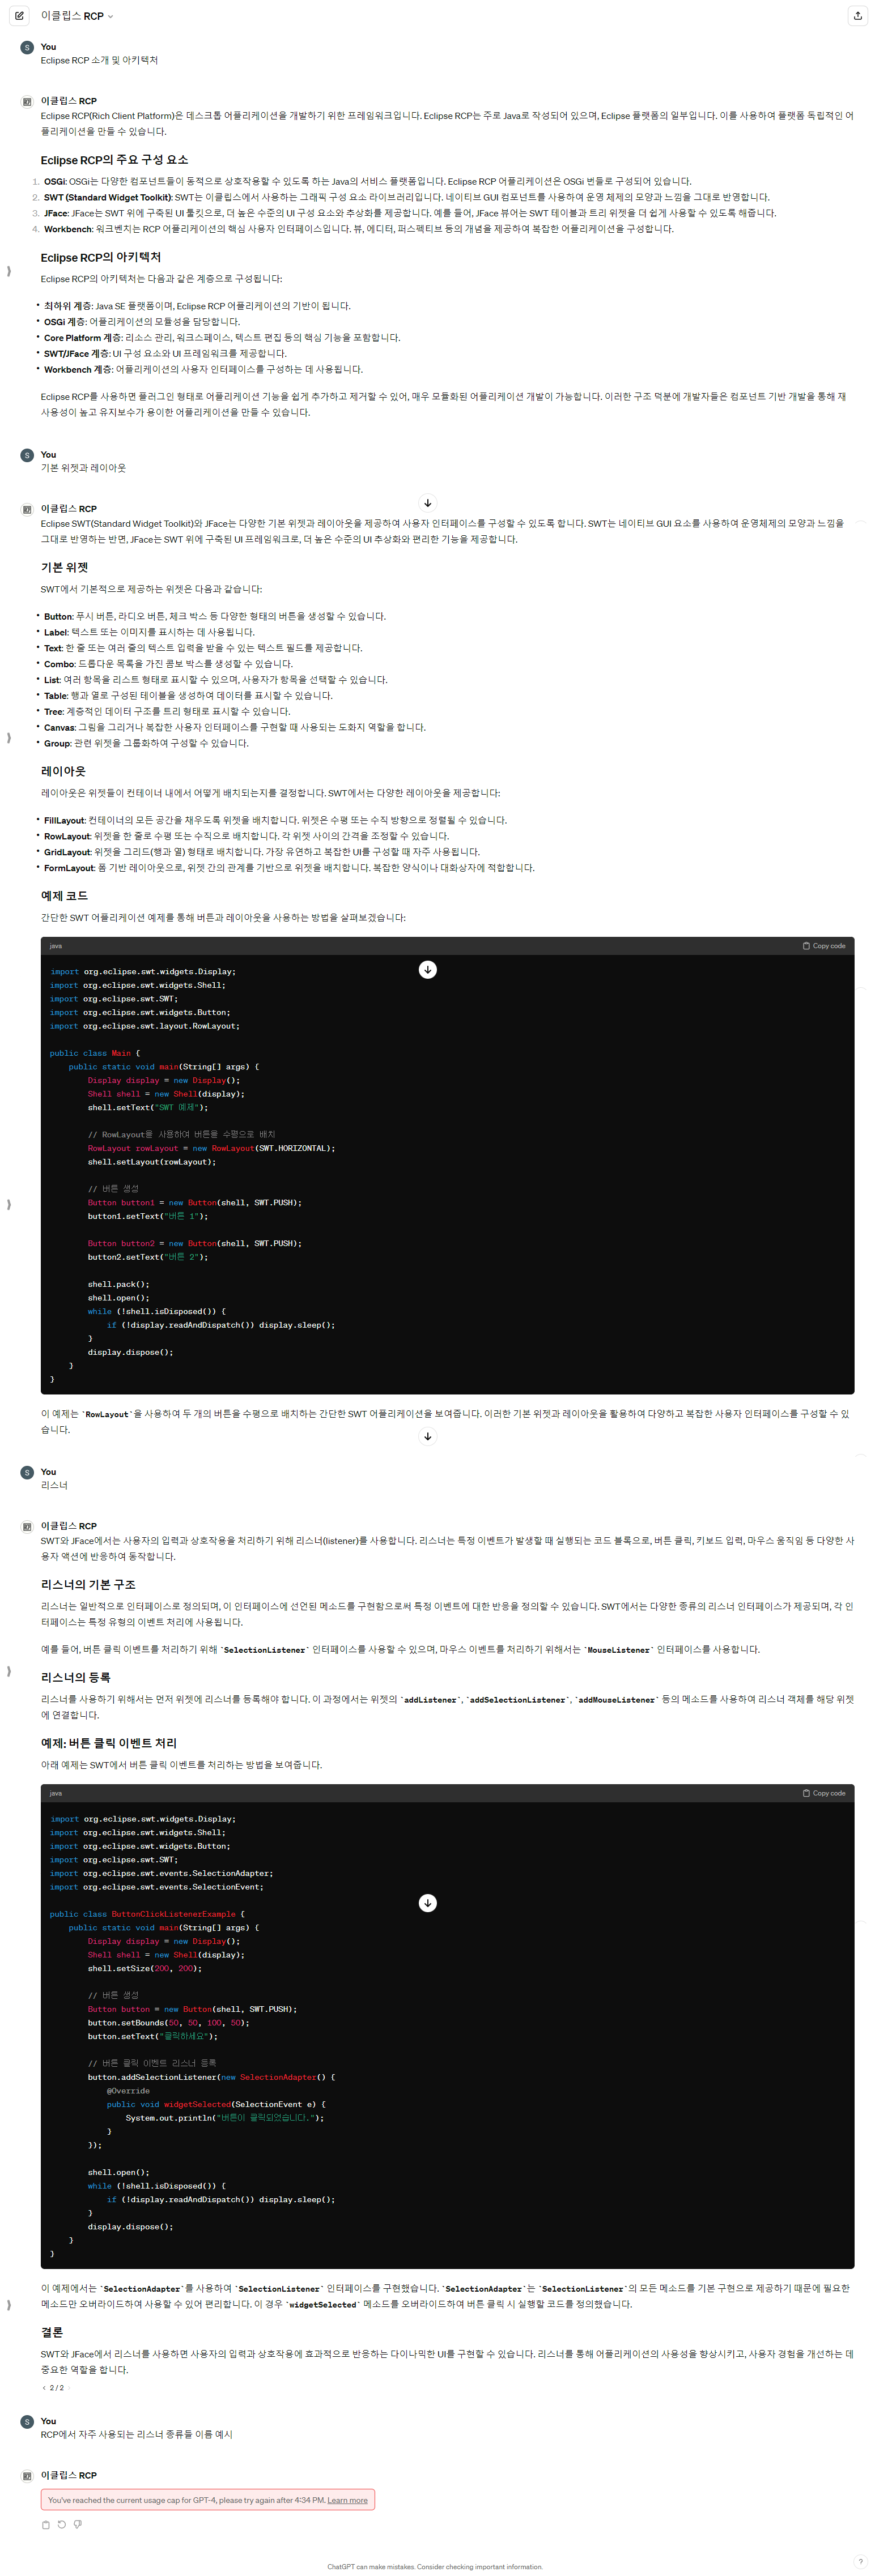 이클립스 RCP
S
You
Eclipse RCP 소개 및 아키텍처
이클립스 RCP
Eclipse RCP(Rich Client Platform)은 데스크톱 어플리케이션을 개발하기 위한 프레임워크입니다. Eclipse RCP는 주로 Java로 작성되어 있으며, Eclipse 플랫폼의 일부입니다. 이를 사용하여 플랫폼 독립적인 어
플리케이션을 만들 수 있습니다.
Eclipse RCP의 주요 구성 요소
1. OSGi: OSGi는 다양한 컴포넌트들이 동적으로 상호작용할 수 있도록 하는 Java의 서비스 플랫폼입니다. Eclipse RCP 어플리케이션은 OSGi 번들로 구성되어 있습니다.
2. SWT (Standard Widget Toolkit): SWT는 이클립스에서 사용하는 그래픽 구성 요소 라이브러리입니다. 네이티브 GUI 컴포넌트를 사용하여 운영 체제의 모양과 느낌을 그대로 반영합니다.
3. JFace: JFace는 SWT 위에 구축된 UI 툴킷으로, 더 높은 수준의 UI 구성 요소와 추상화를 제공합니다. 예를 들어, JFace 뷰어는 SWT 테이블과 트리 위젯을 더 쉽게 사용할 수 있도록 해줍니다.
4. Workbench: 워크벤치는 RCP 어플리케이션의 핵심 사용자 인터페이스입니다. 뷰, 에디터, 퍼스펙티브 등의 개념을 제공하여 복잡한 어플리케이션을 구성합니다.
Eclipse RCP의 아키텍처
Eclipse RCP의 아키텍처는 다음과 같은 계층으로 구성됩니다:
• 최하위 계층: Java SE 플랫폼이며, Eclipse RCP 어플리케이션의 기반이 됩니다.
• OSGi 계층: 어플리케이션의 모듈성을 담당합니다.
• Core Platform 계층: 리소스 관리, 워크스페이스, 텍스트 편집 등의 핵심 기능을 포함합니다.
• SWT/JFace 계층: UI 구성 요소와 UI 프레임워크를 제공합니다.
• Workbench 계층: 어플리케이션의 사용자 인터페이스를 구성하는 데 사용됩니다.
Eclipse RCP를 사용하면 플러그인 형태로 어플리케이션 기능을 쉽게 추가하고 제거할 수 있어, 매우 모듈화된 어플리케이션 개발이 가능합니다. 이러한 구조 덕분에 개발자들은 컴포넌트 기반 개발을 통해 재
사용성이 높고 유지보수가 용이한 어플리케이션을 만들 수 있습니다.
S
You
기본 위젯과 레이아웃
이클립스 RCP
Eclipse SWT(Standard Widget Toolkit)와 JFace는 다양한 기본 위젯과 레이아웃을 제공하여 사용자 인터페이스를 구성할 수 있도록 합니다. SWT는 네이티브 GUI 요소를 사용하여 운영체제의 모양과 느낌을
그대로 반영하는 반면, JFace는 SWT 위에 구축된 UI 프레임워크로, 더 높은 수준의 UI 추상화와 편리한 기능을 제공합니다.
기본 위젯
SWT에서 기본적으로 제공하는 위젯은 다음과 같습니다:
• Button: 푸시 버튼, 라디오 버튼, 체크 박스 등 다양한 형태의 버튼을 생성할 수 있습니다.
• Label: 텍스트 또는 이미지를 표시하는 데 사용됩니다.
• Text: 한 줄 또는 여러 줄의 텍스트 입력을 받을 수 있는 텍스트 필드를 제공합니다.
• Combo: 드롭다운 목록을 가진 콤보 박스를 생성할 수 있습니다.
• List: 여러 항목을 리스트 형태로 표시할 수 있으며, 사용자가 항목을 선택할 수 있습니다.
• Table: 행과 열로 구성된 테이블을 생성하여 데이터를 표시할 수 있습니다.
• Tree: 계층적인 데이터 구조를 트리 형태로 표시할 수 있습니다.
• Canvas: 그림을 그리거나 복잡한 사용자 인터페이스를 구현할 때 사용되는 도화지 역할을 합니다.
• Group: 관련 위젯을 그룹화하여 구성할 수 있습니다.
레이아웃
레이아웃은 위젯들이 컨테이너 내에서 어떻게 배치되는지를 결정합니다. SWT에서는 다양한 레이아웃을 제공합니다:
• FillLayout: 컨테이너의 모든 공간을 채우도록 위젯을 배치합니다. 위젯은 수평 또는 수직 방향으로 정렬될 수 있습니다.
• RowLayout: 위젯을 한 줄로 수평 또는 수직으로 배치합니다. 각 위젯 사이의 간격을 조정할 수 있습니다.
• GridLayout: 위젯을 그리드(행과 열) 형태로 배치합니다. 가장 유연하고 복잡한 UI를 구성할 때 자주 사용됩니다.
• FormLayout: 폼 기반 레이아웃으로, 위젯 간의 관계를 기반으로 위젯을 배치합니다. 복잡한 양식이나 대화상자에 적합합니다.
예제 코드
간단한 SWT 어플리케이션 예제를 통해 버튼과 레이아웃을 사용하는 방법을 살펴보겠습니다:
java Copy code
import org.eclipse.swt.widgets.Display;
import org.eclipse.swt.widgets.Shell;
import org.eclipse.swt.SWT;
import org.eclipse.swt.widgets.Button;
import org.eclipse.swt.layout.RowLayout;
public class Main {
public static void main(String[] args) {
Display display = new Display();
Shell shell = new Shell(display);
shell.setText("SWT 예제");
// RowLayout을 사용하여 버튼을 수평으로 배치
RowLayout rowLayout = new RowLayout(SWT.HORIZONTAL);
shell.setLayout(rowLayout);
// 버튼 생성
Button button1 = new Button(shell, SWT.PUSH);
button1.setText("버튼 1");
Button button2 = new Button(shell, SWT.PUSH);
button2.setText("버튼 2");
shell.pack();
shell.open();
while (!shell.isDisposed()) {
if (!display.readAndDispatch()) display.sleep();
}
display.dispose();
}
}
이 예제는 `RowLayout`을 사용하여 두 개의 버튼을 수평으로 배치하는 간단한 SWT 어플리케이션을 보여줍니다. 이러한 기본 위젯과 레이아웃을 활용하여 다양하고 복잡한 사용자 인터페이스를 구성할 수 있
습니다.
S
You
리스너
이클립스 RCP
SWT와 JFace에서는 사용자의 입력과 상호작용을 처리하기 위해 리스너(listener)를 사용합니다. 리스너는 특정 이벤트가 발생할 때 실행되는 코드 블록으로, 버튼 클릭, 키보드 입력, 마우스 움직임 등 다양한 사
용자 액션에 반응하여 동작합니다.
리스너의 기본 구조
리스너는 일반적으로 인터페이스로 정의되며, 이 인터페이스에 선언된 메소드를 구현함으로써 특정 이벤트에 대한 반응을 정의할 수 있습니다. SWT에서는 다양한 종류의 리스너 인터페이스가 제공되며, 각 인
터페이스는 특정 유형의 이벤트 처리에 사용됩니다.
예를 들어, 버튼 클릭 이벤트를 처리하기 위해 `SelectionListener` 인터페이스를 사용할 수 있으며, 마우스 이벤트를 처리하기 위해서는 `MouseListener` 인터페이스를 사용합니다.
리스너의 등록
리스너를 사용하기 위해서는 먼저 위젯에 리스너를 등록해야 합니다. 이 과정에서는 위젯의 `addListener`, `addSelectionListener`, `addMouseListener` 등의 메소드를 사용하여 리스너 객체를 해당 위젯
에 연결합니다.
예제: 버튼 클릭 이벤트 처리
아래 예제는 SWT에서 버튼 클릭 이벤트를 처리하는 방법을 보여줍니다.
java Copy code
import org.eclipse.swt.widgets.Display;
import org.eclipse.swt.widgets.Shell;
import org.eclipse.swt.widgets.Button;
import org.eclipse.swt.SWT;
import org.eclipse.swt.events.SelectionAdapter;
import org.eclipse.swt.events.SelectionEvent;
public class ButtonClickListenerExample {
public static void main(String[] args) {
Display display = new Display();
Shell shell = new Shell(display);
shell.setSize(200, 200);
// 버튼 생성
Button button = new Button(shell, SWT.PUSH);
button.setBounds(50, 50, 100, 50);
button.setText("클릭하세요");
// 버튼 클릭 이벤트 리스너 등록
button.addSelectionListener(new SelectionAdapter() {
@Override
public void widgetSelected(SelectionEvent e) {
System.out.println("버튼이 클릭되었습니다.");
}
});
shell.open();
while (!shell.isDisposed()) {
if (!display.readAndDispatch()) display.sleep();
}
display.dispose();
}
}
이 예제에서는 `SelectionAdapter`를 사용하여 `SelectionListener` 인터페이스를 구현했습니다. `SelectionAdapter`는 `SelectionListener`의 모든 메소드를 기본 구현으로 제공하기 때문에 필요한
메소드만 오버라이드하여 사용할 수 있어 편리합니다. 이 경우 `widgetSelected` 메소드를 오버라이드하여 버튼 클릭 시 실행할 코드를 정의했습니다.
결론
SWT와 JFace에서 리스너를 사용하면 사용자의 입력과 상호작용에 효과적으로 반응하는 다이나믹한 UI를 구현할 수 있습니다. 리스너를 통해 어플리케이션의 사용성을 향상시키고, 사용자 경험을 개선하는 데
중요한 역할을 합니다.
2 / 2
S
You
RCP에서 자주 사용되는 리스너 종류들 이름 예시
이클립스 RCP
You've reached the current usage cap for GPT-4, please try again after 4:34 PM. Learn more
ChatGPT can make mistakes. Consider checking important information.
?